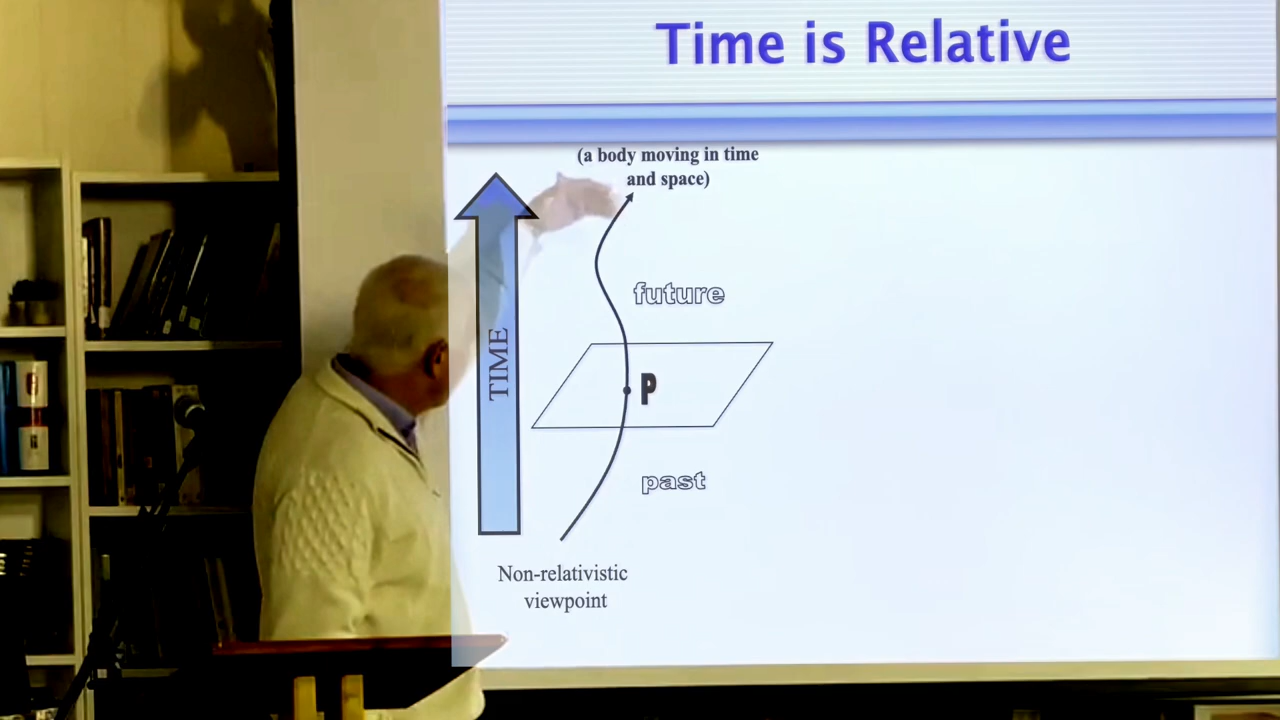 Time is Relative
(a body moving in time
and space)
TIME
future
P
past
Non-relativistic
viewpoint